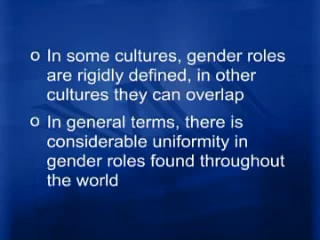 o In some cultures, gender roles
are rigidly defined, in other
cultures they can overlap
o In general terms, there is
considerable uniformity in
gender roles found throughout
the world